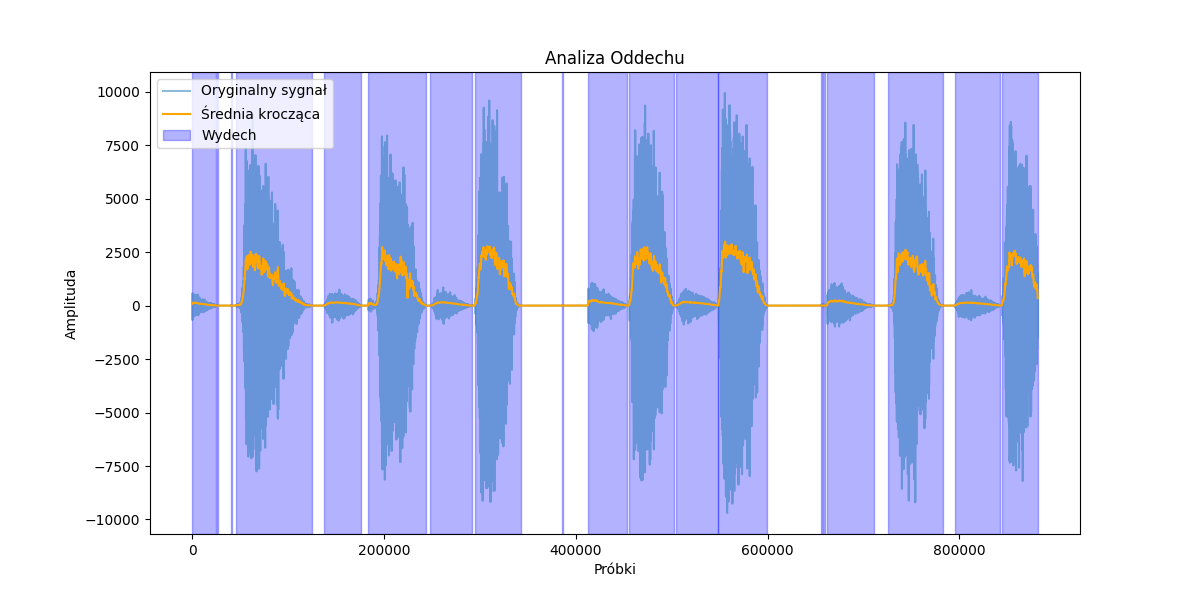 Analiza Oddechu
Oryginalny sygnał
Średnia krocząca
Wydech
Amplituda
10000
7500
5000
2500
0
−2500
−5000
−7500
−10000
0 200000 400000 600000 800000
Próbki